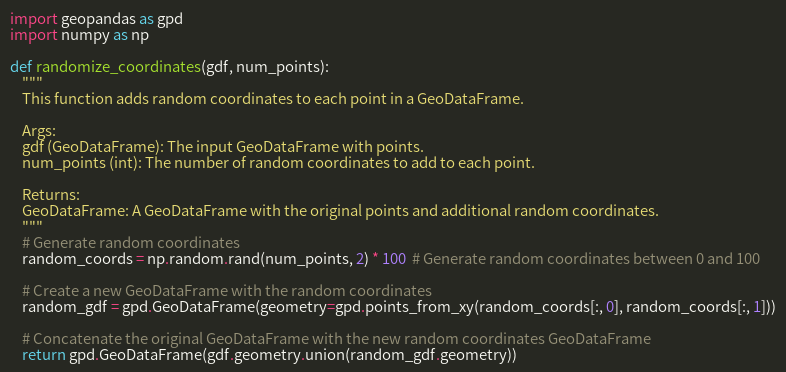 import geopandas as gpd
import numpy as np
def randomize_coordinates(gdf, num_points):
"""
This function adds random coordinates to each point in a GeoDataFrame.
Args:
gdf (GeoDataFrame): The input GeoDataFrame with points.
num_points (int): The number of random coordinates to add to each point.
Returns:
GeoDataFrame: A GeoDataFrame with the original points and additional random coordinates.
"""
# Generate random coordinates
random_coords = np.random.rand(num_points, 2) * 100 # Generate random coordinates between 0 and 100
# Create a new GeoDataFrame with the random coordinates
random_gdf = gpd.GeoDataFrame(geometry=gpd.points_from_xy(random_coords[:, 0], random_coords[:, 1]))
# Concatenate the original GeoDataFrame with the new random coordinates GeoDataFrame
return gpd.GeoDataFrame(gdf.geometry.union(random_gdf.geometry))